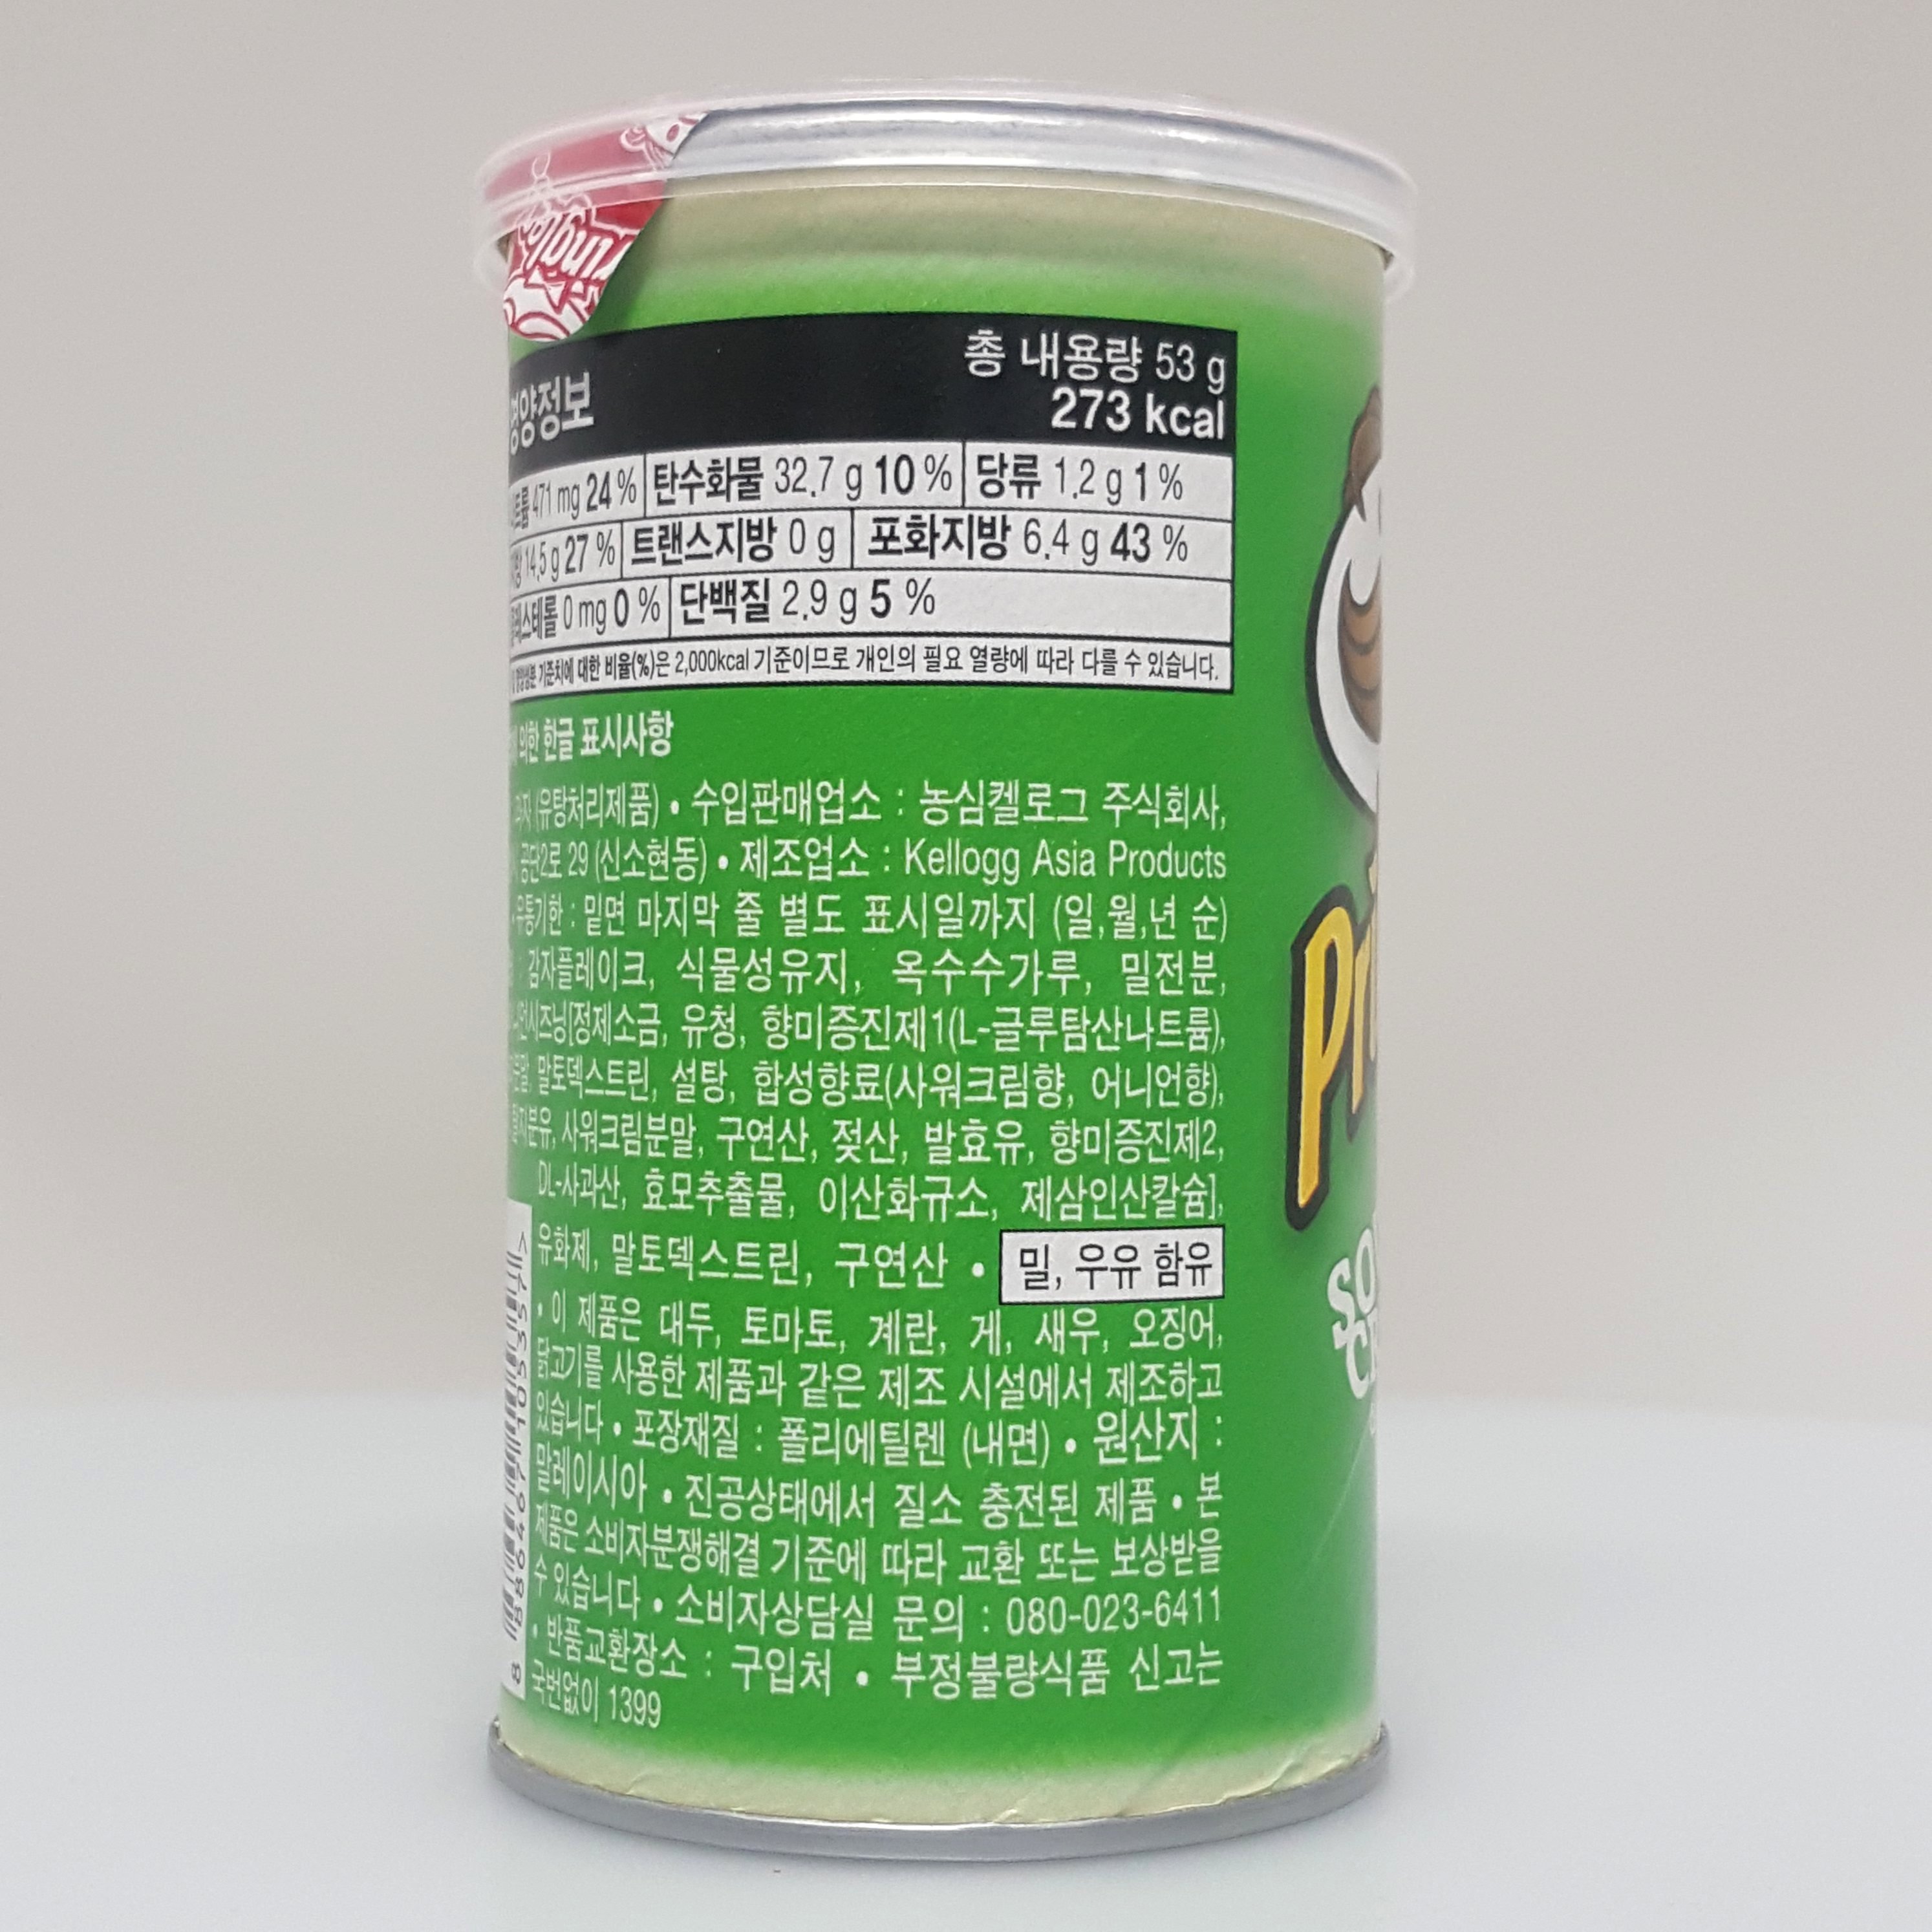 총 내용량 53 g
영양정보 273 kcal
471 mg 24 % 탄수화물 32.7 g 10 % 당류 1.2 g 1 %
14.5 g 27 % 트랜스지방 0 g 포화지방 6.4 g 43 %
0 mg 0 % 단백질 2.9 g 5 %
기준치에 대한 비율(%)은 2,000kcal 기준이므로 개인의 필요 열량에 따라 다를 수 있습니다.
의한 한글 표시사항
(유탕처리제품) • 수입판매업소 : 농심켈로그 주식회사,
공단2로 29 (신소현동) • 제조업소 : Kellogg Asia Products
• 유통기한 : 밑면 마지막 줄 별도 표시일까지 (일,월,년 순)
: 감자플레이크, 식물성유지, 옥수수가루, 밀전분,
[정제소금, 유청, 향미증진제1(L-글루탐산나트륨),
말토덱스트린, 설탕, 합성향료(사워크림향, 어니언향),
사워크림분말, 구연산, 젖산, 발효유, 향미증진제2,
DL-사과산, 효모추출물, 이산화규소, 제삼인산칼슘],
유화제, 말토덱스트린, 구연산 • 밀, 우유 함유
• 이 제품은 대두, 토마토, 계란, 게, 새우, 오징어,
닭고기를 사용한 제품과 같은 제조 시설에서 제조하고
있습니다 • 포장재질 : 폴리에틸렌 (내면) • 원산지 :
말레이시아 • 진공상태에서 질소 충전된 제품 • 본
제품은 소비자분쟁해결 기준에 따라 교환 또는 보상받을
수 있습니다 • 소비자상담실 문의 : 080-023-6411
• 반품교환장소 : 구입처 • 부정불량식품 신고는
국번없이 1399